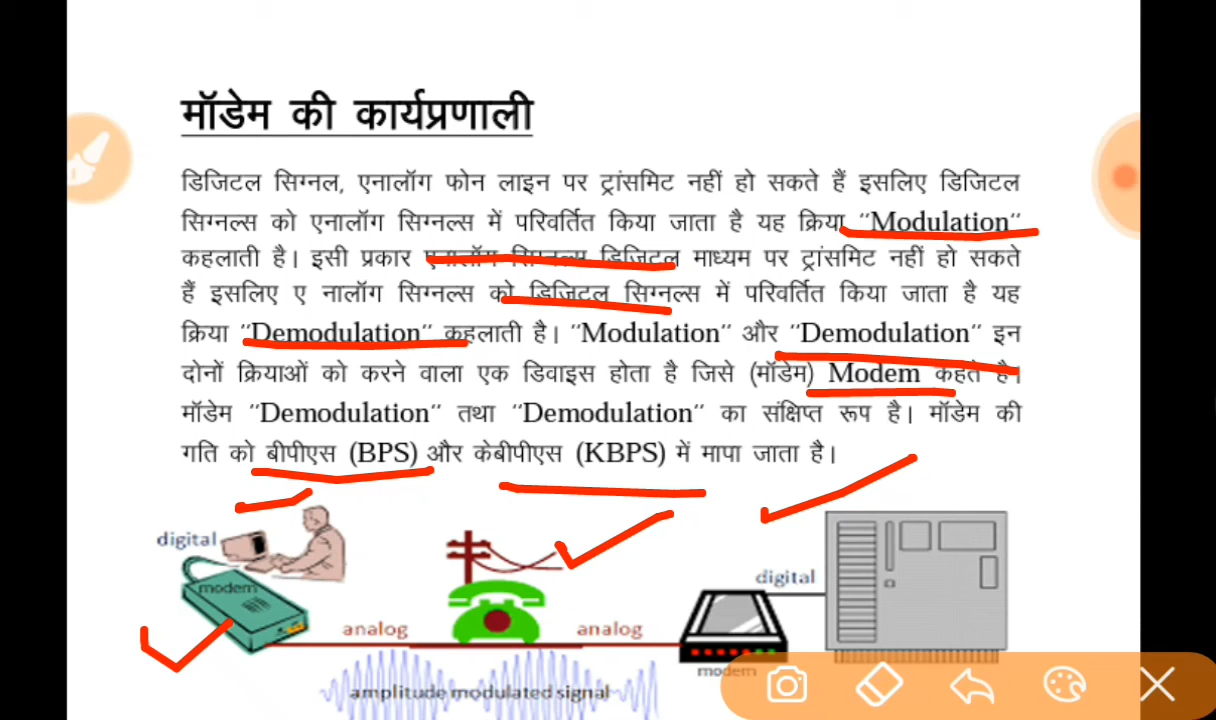 मॉडेम की कार्यप्रणाली
डिजिटल सिग्नल, एनालॉग फोन लाइन पर ट्रांसमिट नहीं हो सकते हैं इसलिए डिजिटल
सिग्नल्स को एनालॉग सिग्नल्स में परिवर्तित किया जाता है यह क्रिया "Modulation"
कहलाती है। इसी प्रकार एनालॉग सिग्नल्स डिजिटल माध्यम पर ट्रांसमिट नहीं हो सकते
हैं इसलिए ए नालॉग सिग्नल्स को डिजिटल सिग्नल्स में परिवर्तित किया जाता है यह
क्रिया "Demodulation" कहलाती है। "Modulation" और "Demodulation" इन
दोनों क्रियाओं को करने वाला एक डिवाइस होता है जिसे (मॉडेम) Modem कहते है।
मॉडेम "Demodulation" तथा "Demodulation" का संक्षिप्त रूप है। मॉडेम की
गति को बीपीएस (BPS) और केबीपीएस (KBPS) में मापा जाता है।
digital
modem
digital
analog
analog
modem
amplitude modulated signal